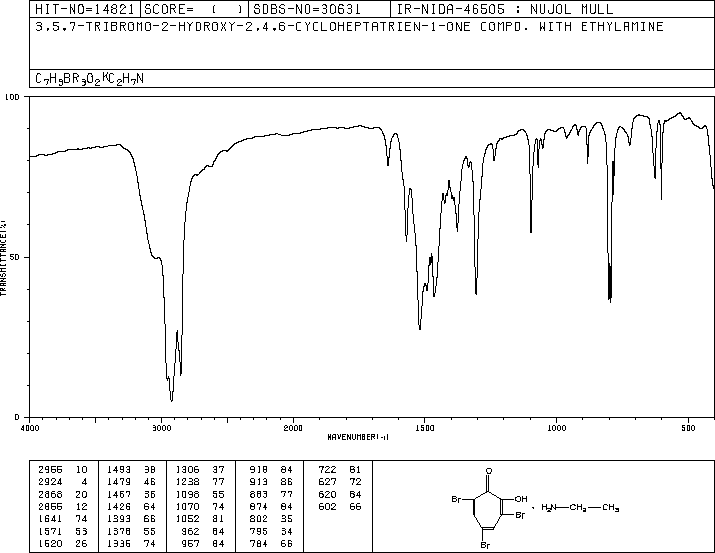 HIT-NO=14821 SCORE= ( ) SDBS-NO=30631 IR-NIDA-46505 : NUJOL MULL
3,5,7-TRIBROMO-2-HYDROXY-2,4,6-CYCLOHEPTATRIEN-1-ONE COMPD. WITH ETHYLAMINE
C7H3BR3O2 C2H7N
100
50
0
TRANSMITTANCE(%)
4000 3000 2000 1500 1000 500
WAVENUMBER(-1)
2955 10 1493 38 1306 37 918 84 722 81
2924 4 1479 46 1238 77 913 86 627 72
2868 20 1467 36 1098 55 883 77 620 84
2855 12 1426 64 1070 74 874 84 602 66
1641 74 1393 66 1052 81 802 35
1571 53 1378 55 962 84 795 34
1520 26 1336 74 957 84 784 66
O
Br OH · H2N—CH2—CH3
Br
Br